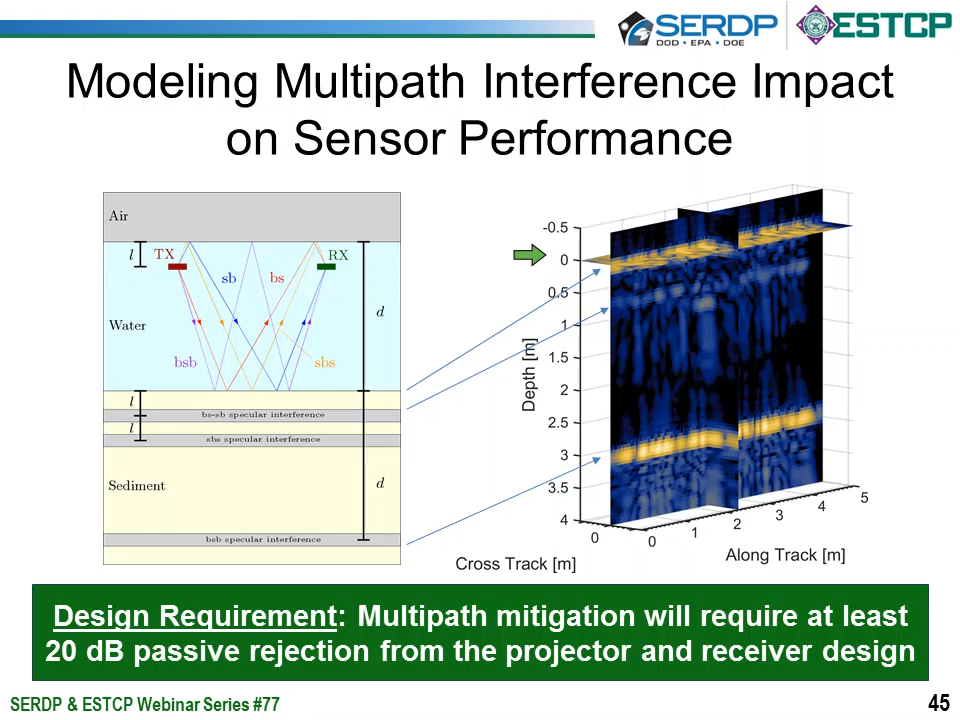 SERDP
DOD • EPA • DOE
ESTCP
Modeling Multipath Interference Impact
on Sensor Performance
Air
l
TX
RX
sb
bs
d
Water
bsb
sbs
l
bs-sb specular interference
l
sbs specular interference
Sediment
d
bsb specular interference
-0.5
0
0.5
1
1.5
2
2.5
3
3.5
4
Depth [m]
0
Cross Track [m]
0
1
2
3
4
5
Along Track [m]
Design Requirement: Multipath mitigation will require at least
20 dB passive rejection from the projector and receiver design
SERDP & ESTCP Webinar Series #77
45